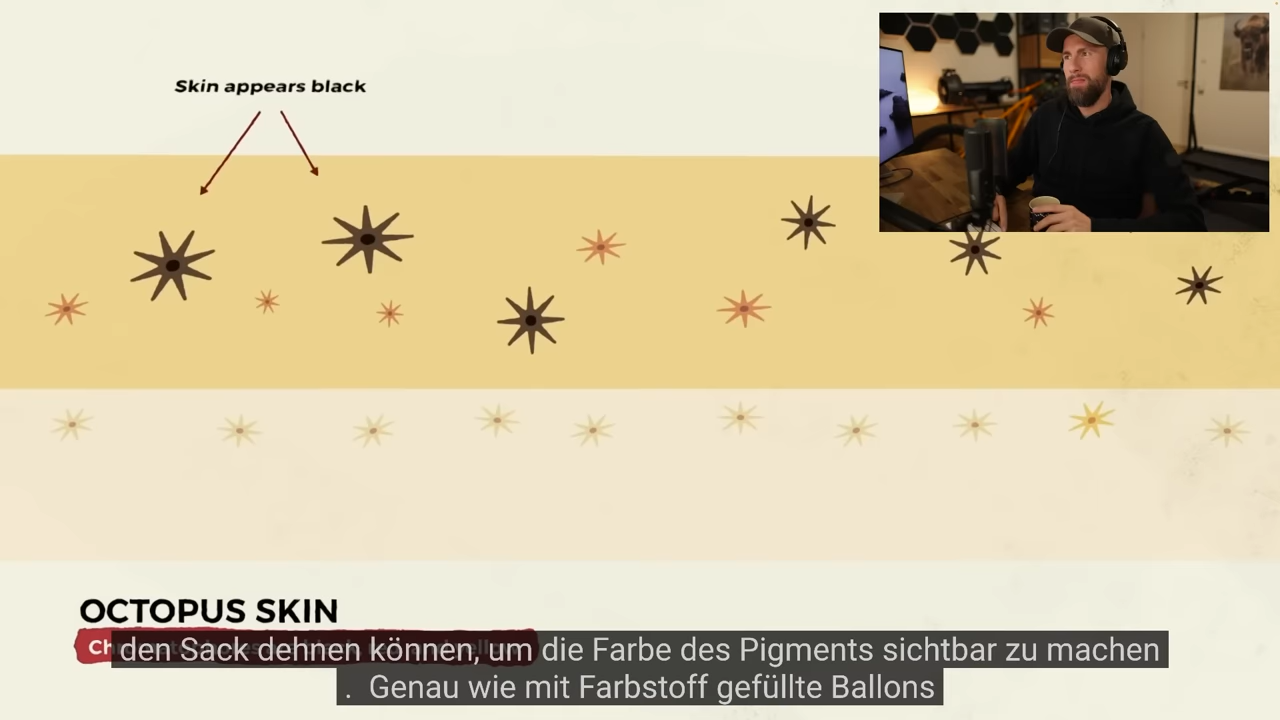 Skin appears black
OCTOPUS SKIN
den Sack dehnen können, um die Farbe des Pigments sichtbar zu machen
. Genau wie mit Farbstoff gefüllte Ballons